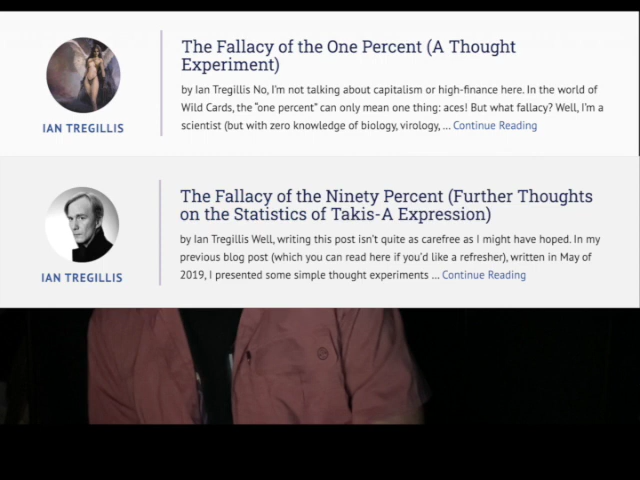 The Fallacy of the One Percent (A Thought
Experiment)
by Ian Tregillis No, I'm not talking about capitalism or high-finance here. In the world of
Wild Cards, the “one percent” can only mean one thing: aces! But what fallacy? Well, I'm a
scientist (but with zero knowledge of biology, virology, ... Continue Reading
IAN TREGILLIS
The Fallacy of the Ninety Percent (Further Thoughts
on the Statistics of Takis-A Expression)
by Ian Tregillis Well, writing this post isn't quite as carefree as I might have hoped. In my
previous blog post (which you can read here if you'd like a refresher), written in May of
2019, I presented some simple thought experiments ... Continue Reading
IAN TREGILLIS